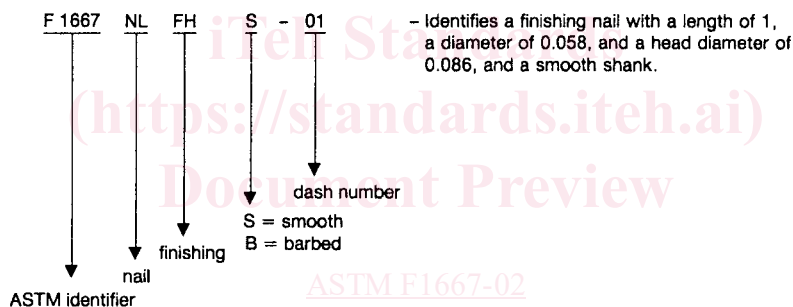 F 1667 NL FH S - 01
– Identifies a finishing nail with a length of 1,
a diameter of 0.058, and a head diameter of
0.086, and a smooth shank.
iTeh Standards
(https://standards.iteh.ai)
Document Preview
dash number
S = smooth
B = barbed
finishing
nail
ASTM identifier
ASTM F1667-02